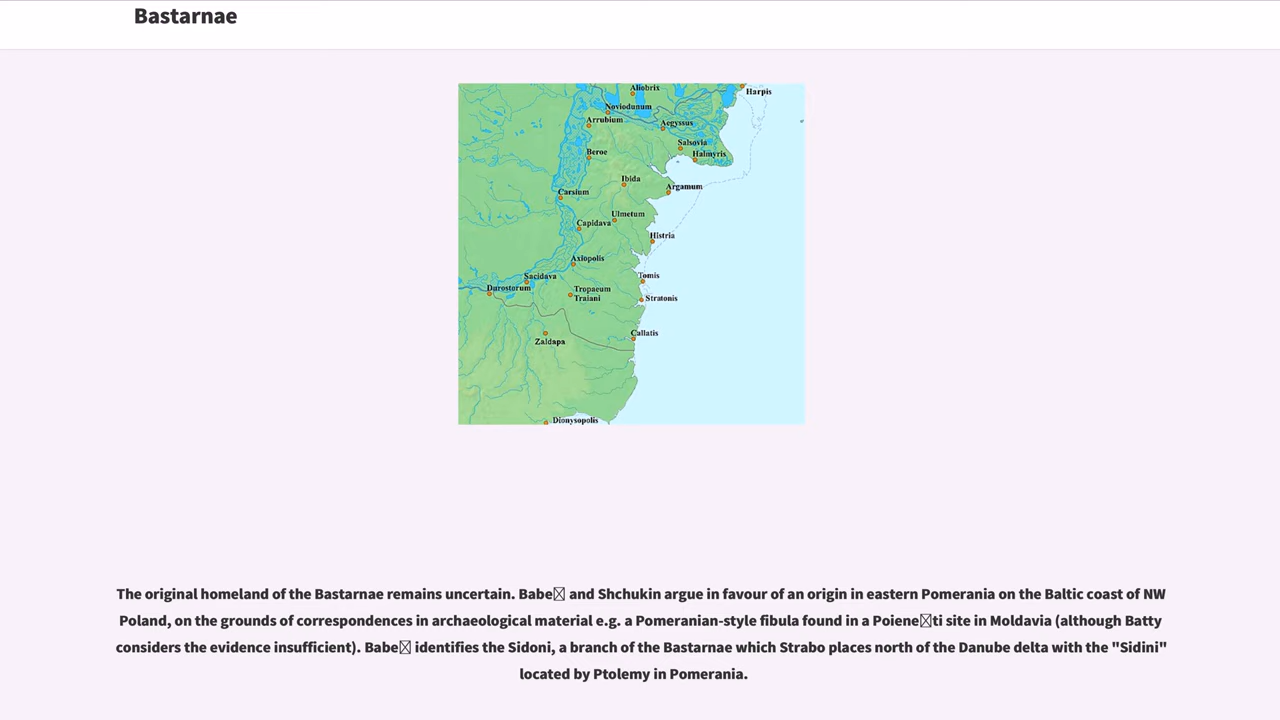 Bastarnae
Aliobrix
Harpis
Noviodunum
Arrubium
Aegyssus
Salsovia
Beroe
Halmyris
Ibida
Argamum
Carsium
Ulmetum
Capidava
Histria
Axiopolis
Sacidava
Tomis
Durostorum
Tropaeum
Traiani
Stratonis
Callatis
Zaldapa
Dionysopolis
The original homeland of the Bastarnae remains uncertain. Babe� and Shchukin argue in favour of an origin in eastern Pomerania on the Baltic coast of NW
Poland, on the grounds of correspondences in archaeological material e.g. a Pomeranian-style fibula found in a Poiene�ti site in Moldavia (although Batty
considers the evidence insufficient). Babe� identifies the Sidoni, a branch of the Bastarnae which Strabo places north of the Danube delta with the "Sidini"
located by Ptolemy in Pomerania.